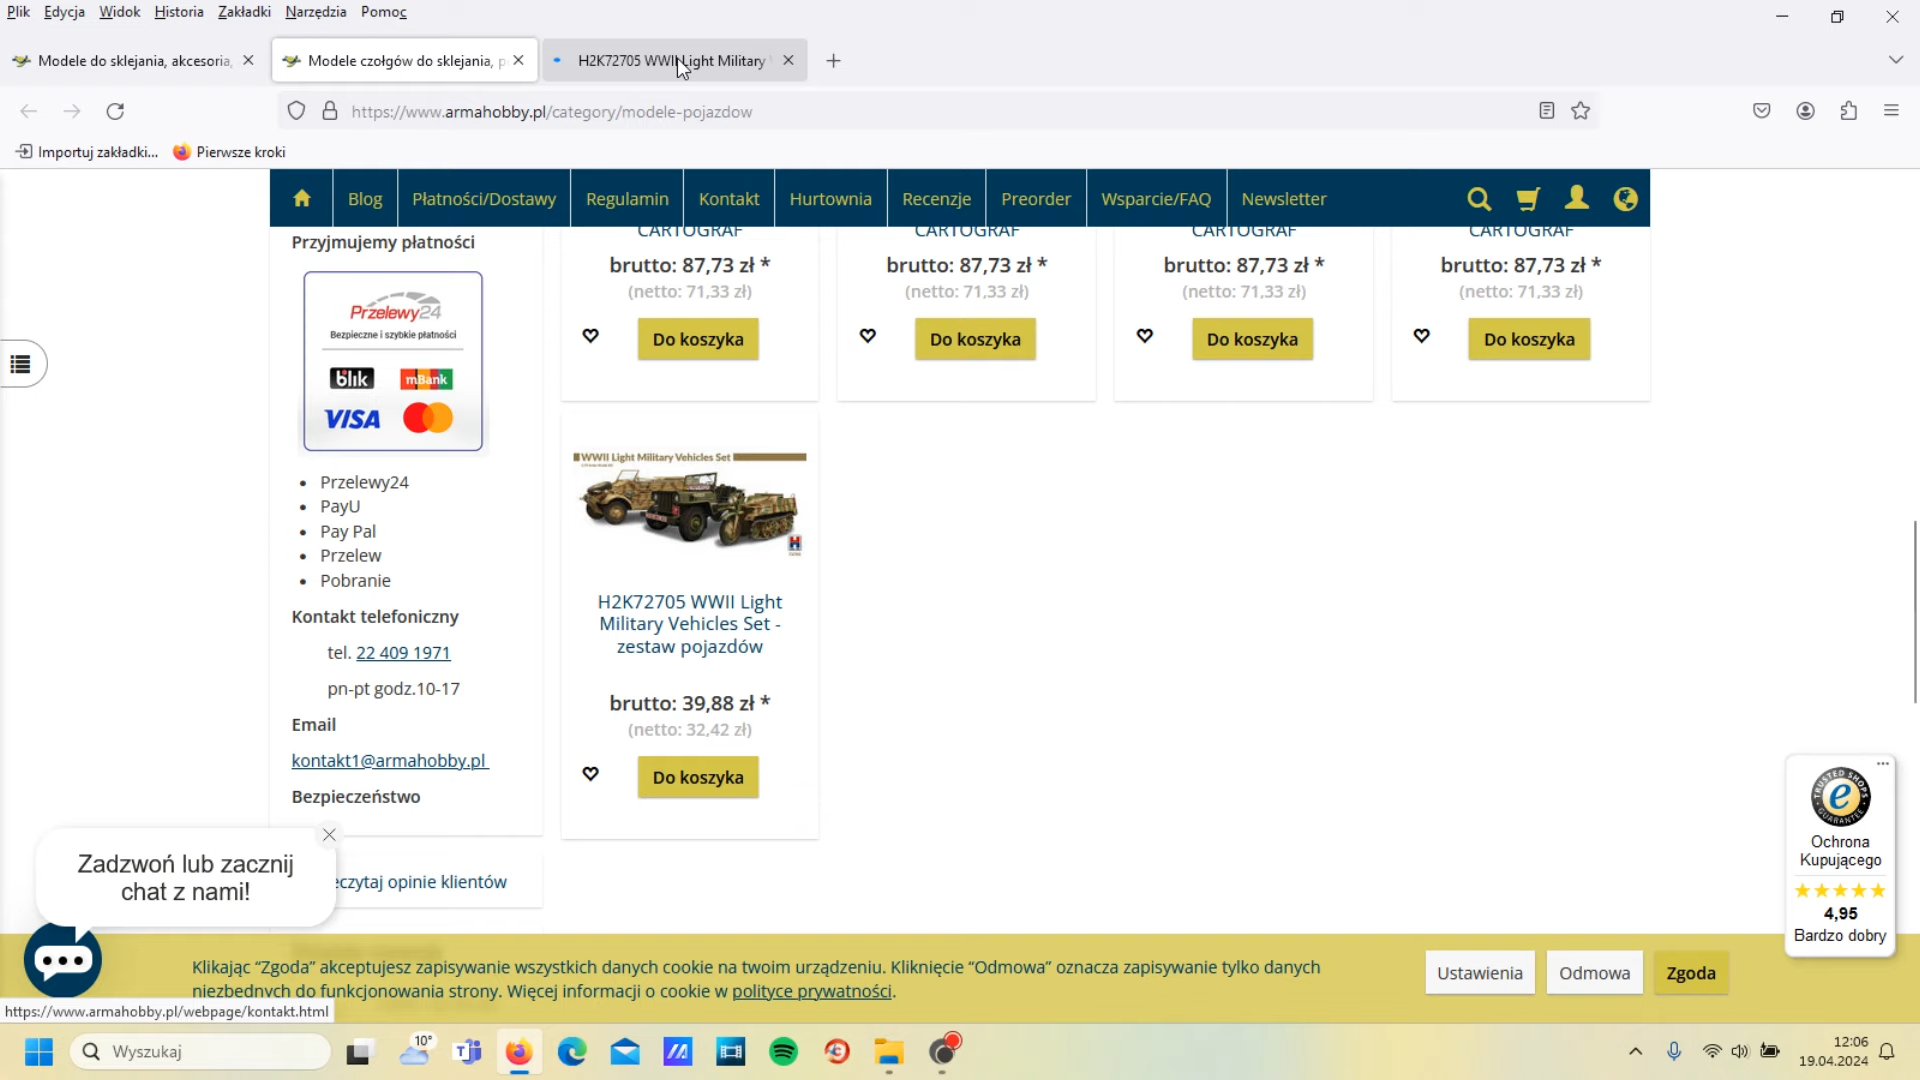 Plik Edycja Widok Historia Zakładki Narzędzia Pomoc
Modele do sklejania, akcesoria,
Modele czołgów do sklejania, p
H2K72705 WWII Light Military
https://www.armahobby.pl/category/modele-pojazdow
Importuj zakładki... Pierwsze kroki
Blog Płatności/Dostawy Regulamin Kontakt Hurtownia Recenzje Preorder Wsparcie/FAQ Newsletter
Przyjmujemy płatności
Przelewy24
Bezpieczne i szybkie płatności
blik mBank
VISA
Przelewy24
PayU
Pay Pal
Przelew
Pobranie
Kontakt telefoniczny
tel. 22 409 1971
pn-pt godz.10-17
Email
kontakt1@armahobby.pl
Bezpieczeństwo
eczytaj opinie klientów
CARTOGRAF CARTOGRAF CARTOGRAF CARTOGRAF
brutto: 87,73 zł * brutto: 87,73 zł * brutto: 87,73 zł * brutto: 87,73 zł *
(netto: 71,33 zł) (netto: 71,33 zł) (netto: 71,33 zł) (netto: 71,33 zł)
Do koszyka Do koszyka Do koszyka Do koszyka
WWII Light Military Vehicles Set
H2K72705 WWII Light
Military Vehicles Set -
zestaw pojazdów
brutto: 39,88 zł *
(netto: 32,42 zł)
Do koszyka
Zadzwoń lub zacznij
chat z nami!
TRUSTED SHOPS
GUARANTEE
Ochrona
Kupującego
4,95
Bardzo dobry
Klikając “Zgoda” akceptujesz zapisywanie wszystkich danych cookie na twoim urządzeniu. Kliknięcie “Odmowa” oznacza zapisywanie tylko danych
niezbędnych do funkcjonowania strony. Więcej informacji o cookie w polityce prywatności.
Ustawienia Odmowa Zgoda
https://www.armahobby.pl/webpage/kontakt.html
Wyszukaj
10°
12:06
19.04.2024